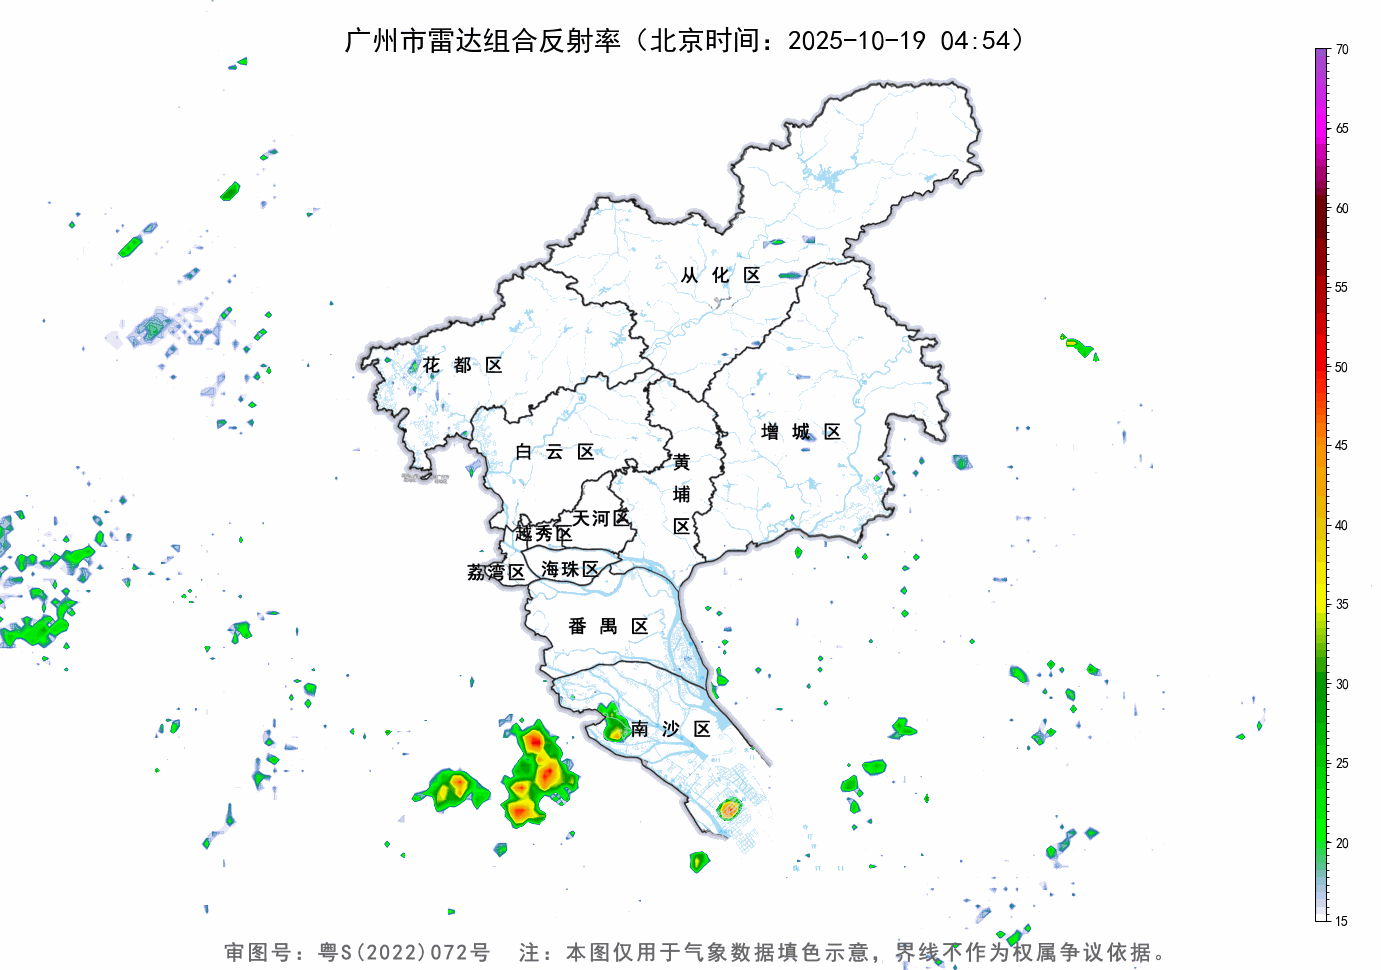 广州市雷达组合反射率（北京时间：2025-10-19 04:54）
70
65
60
55
50
45
40
35
30
25
20
15
从化区
花都区
增城区
白云区
黄埔区
天河区
越秀区
荔湾区
海珠区
番禺区
南沙区
审图号：粤S(2022)072号 注：本图仅用于气象数据填色示意，界线不作为权属争议依据。